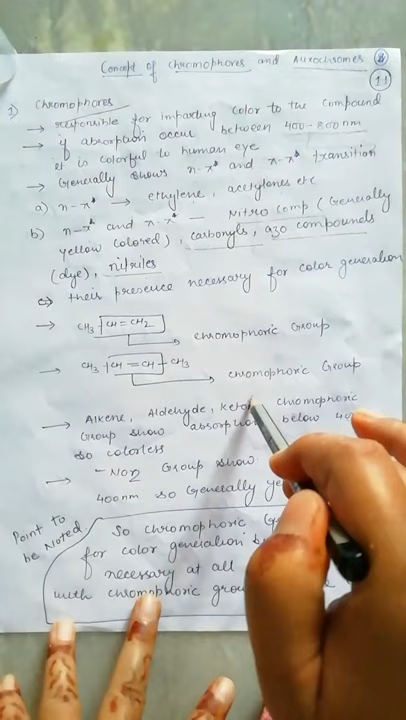 Concept of Chromophores and Auxochromes
11
1) Chromophores
→ responsible for imparting color to the compound
→ if absorption occur between 400-800nm
it is colorful to human eye
→ Generally shows n-π* and π-π* transition
a) π-π* → ethylene, acetylenes etc
b) n-π* and π-π* — Nitro comp (Generally
yellow colored), carbonyls, azo compounds
(dye), nitriles
their presence necessary for color generation
→ CH3 CH = CH2
chromophoric Group
→ CH3 CH = CH - CH3
chromophoric Group
→ Alkene, Aldehyde, chromophoric
Group show below
so colorless
→ -NO2 Group show
400nm so Generally
Point to
be Noted
So chromophoric
for color generation
necessary at all
with chromophoric